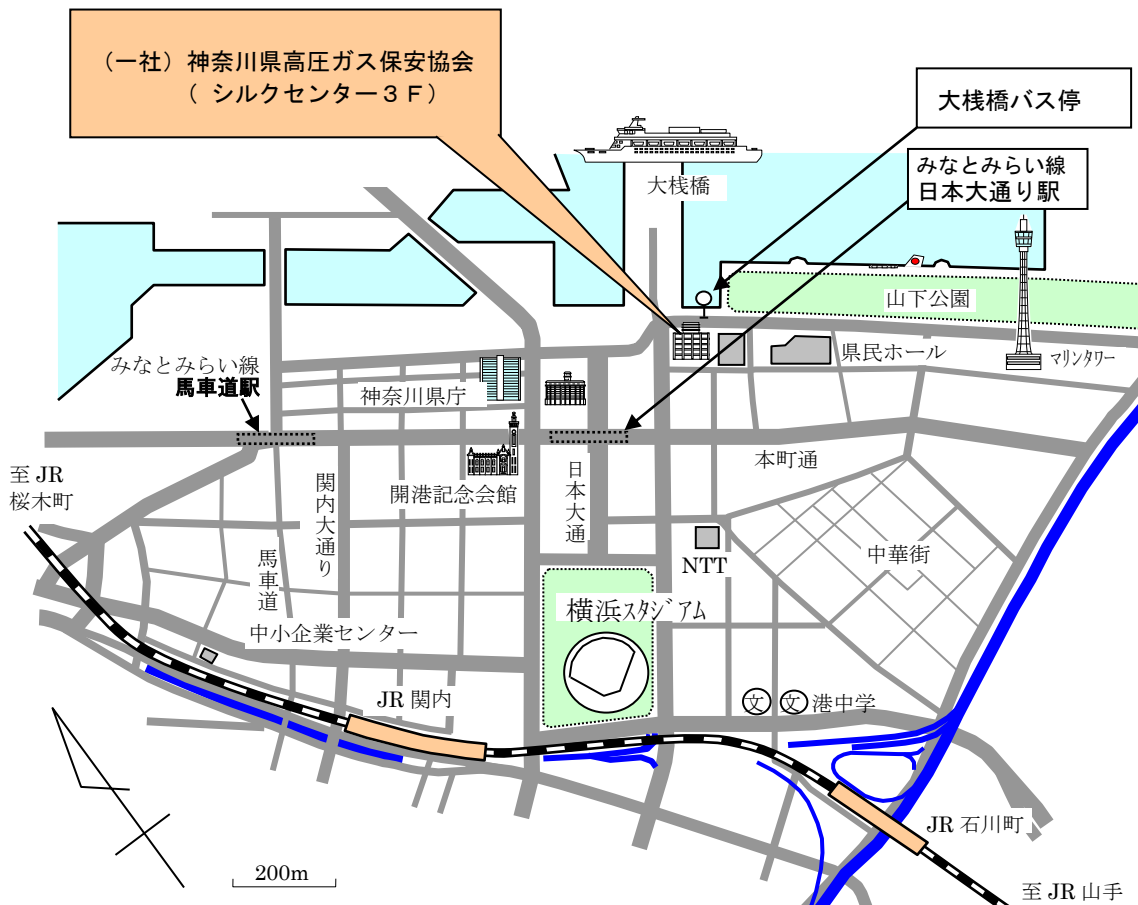 （一社）神奈川県高圧ガス保安協会
（ シルクセンター３Ｆ）
大桟橋バス停
大桟橋
みなとみらい線
日本大通り駅
山下公園
県民ホール
マリンタワー
みなとみらい線
馬車道駅
神奈川県庁
本町通
開港記念会館
日本大通
至 JR
桜木町
関内大通り
馬車道
NTT
中華街
横浜スタジアム
中小企業センター
JR 関内
文
文
港中学
JR 石川町
200m
至 JR 山手